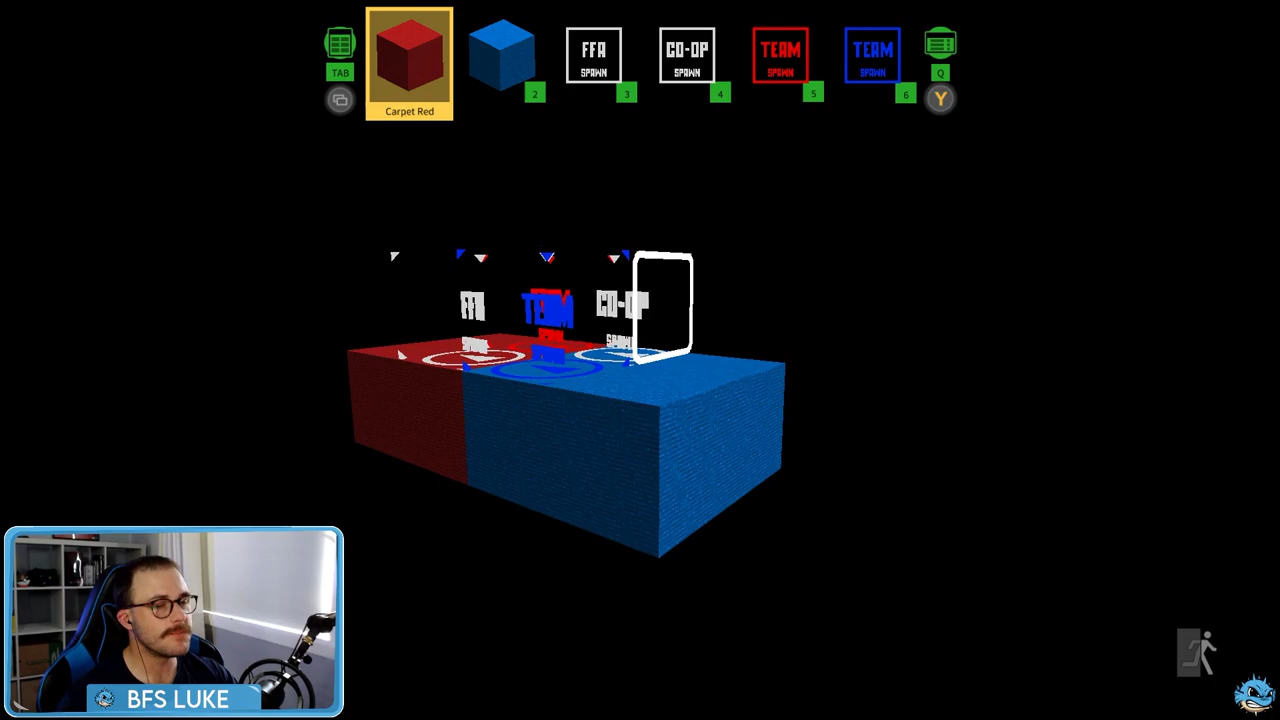 FFA
SPAWN
CO-OP
SPAWN
TEAM
SPAWN
TEAM
SPAWN
TAB
2
3
4
5
6
Q
Y
Carpet Red
FFA
TEAM
CO-OP
SPAWN
BFS LUKE